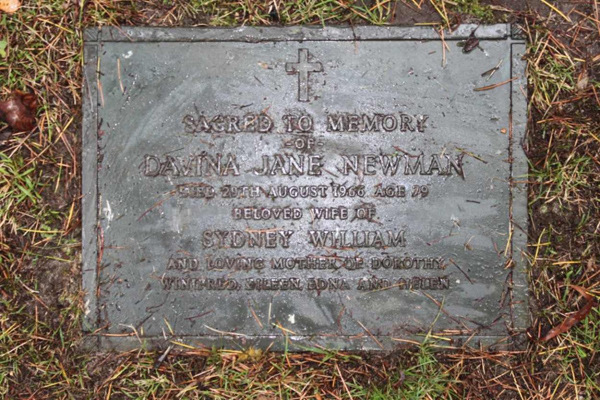 SACRED TO MEMORY
-OF-
DAVINA JANE NEWMAN
DIED 29TH AUGUST 1966 AGE 79
BELOVED WIFE OF
SYDNEY WILLIAM
AND LOVING MOTHER OF DOROTHY,
WINIFRED, EILEEN, EDNA AND HELEN